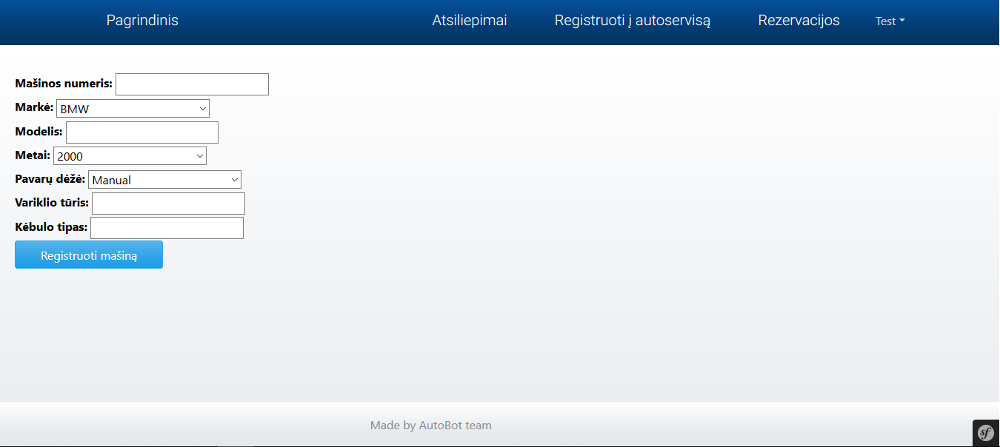 Pagrindinis Atsiliepimai Registruoti į autoservisą Rezervacijos Test
Mašinos numeris:
Markė: BMW
Modelis:
Metai: 2000
Pavarų dėžė: Manual
Variklio tūris:
Kėbulo tipas:
Registruoti mašiną
Made by AutoBot team
sf